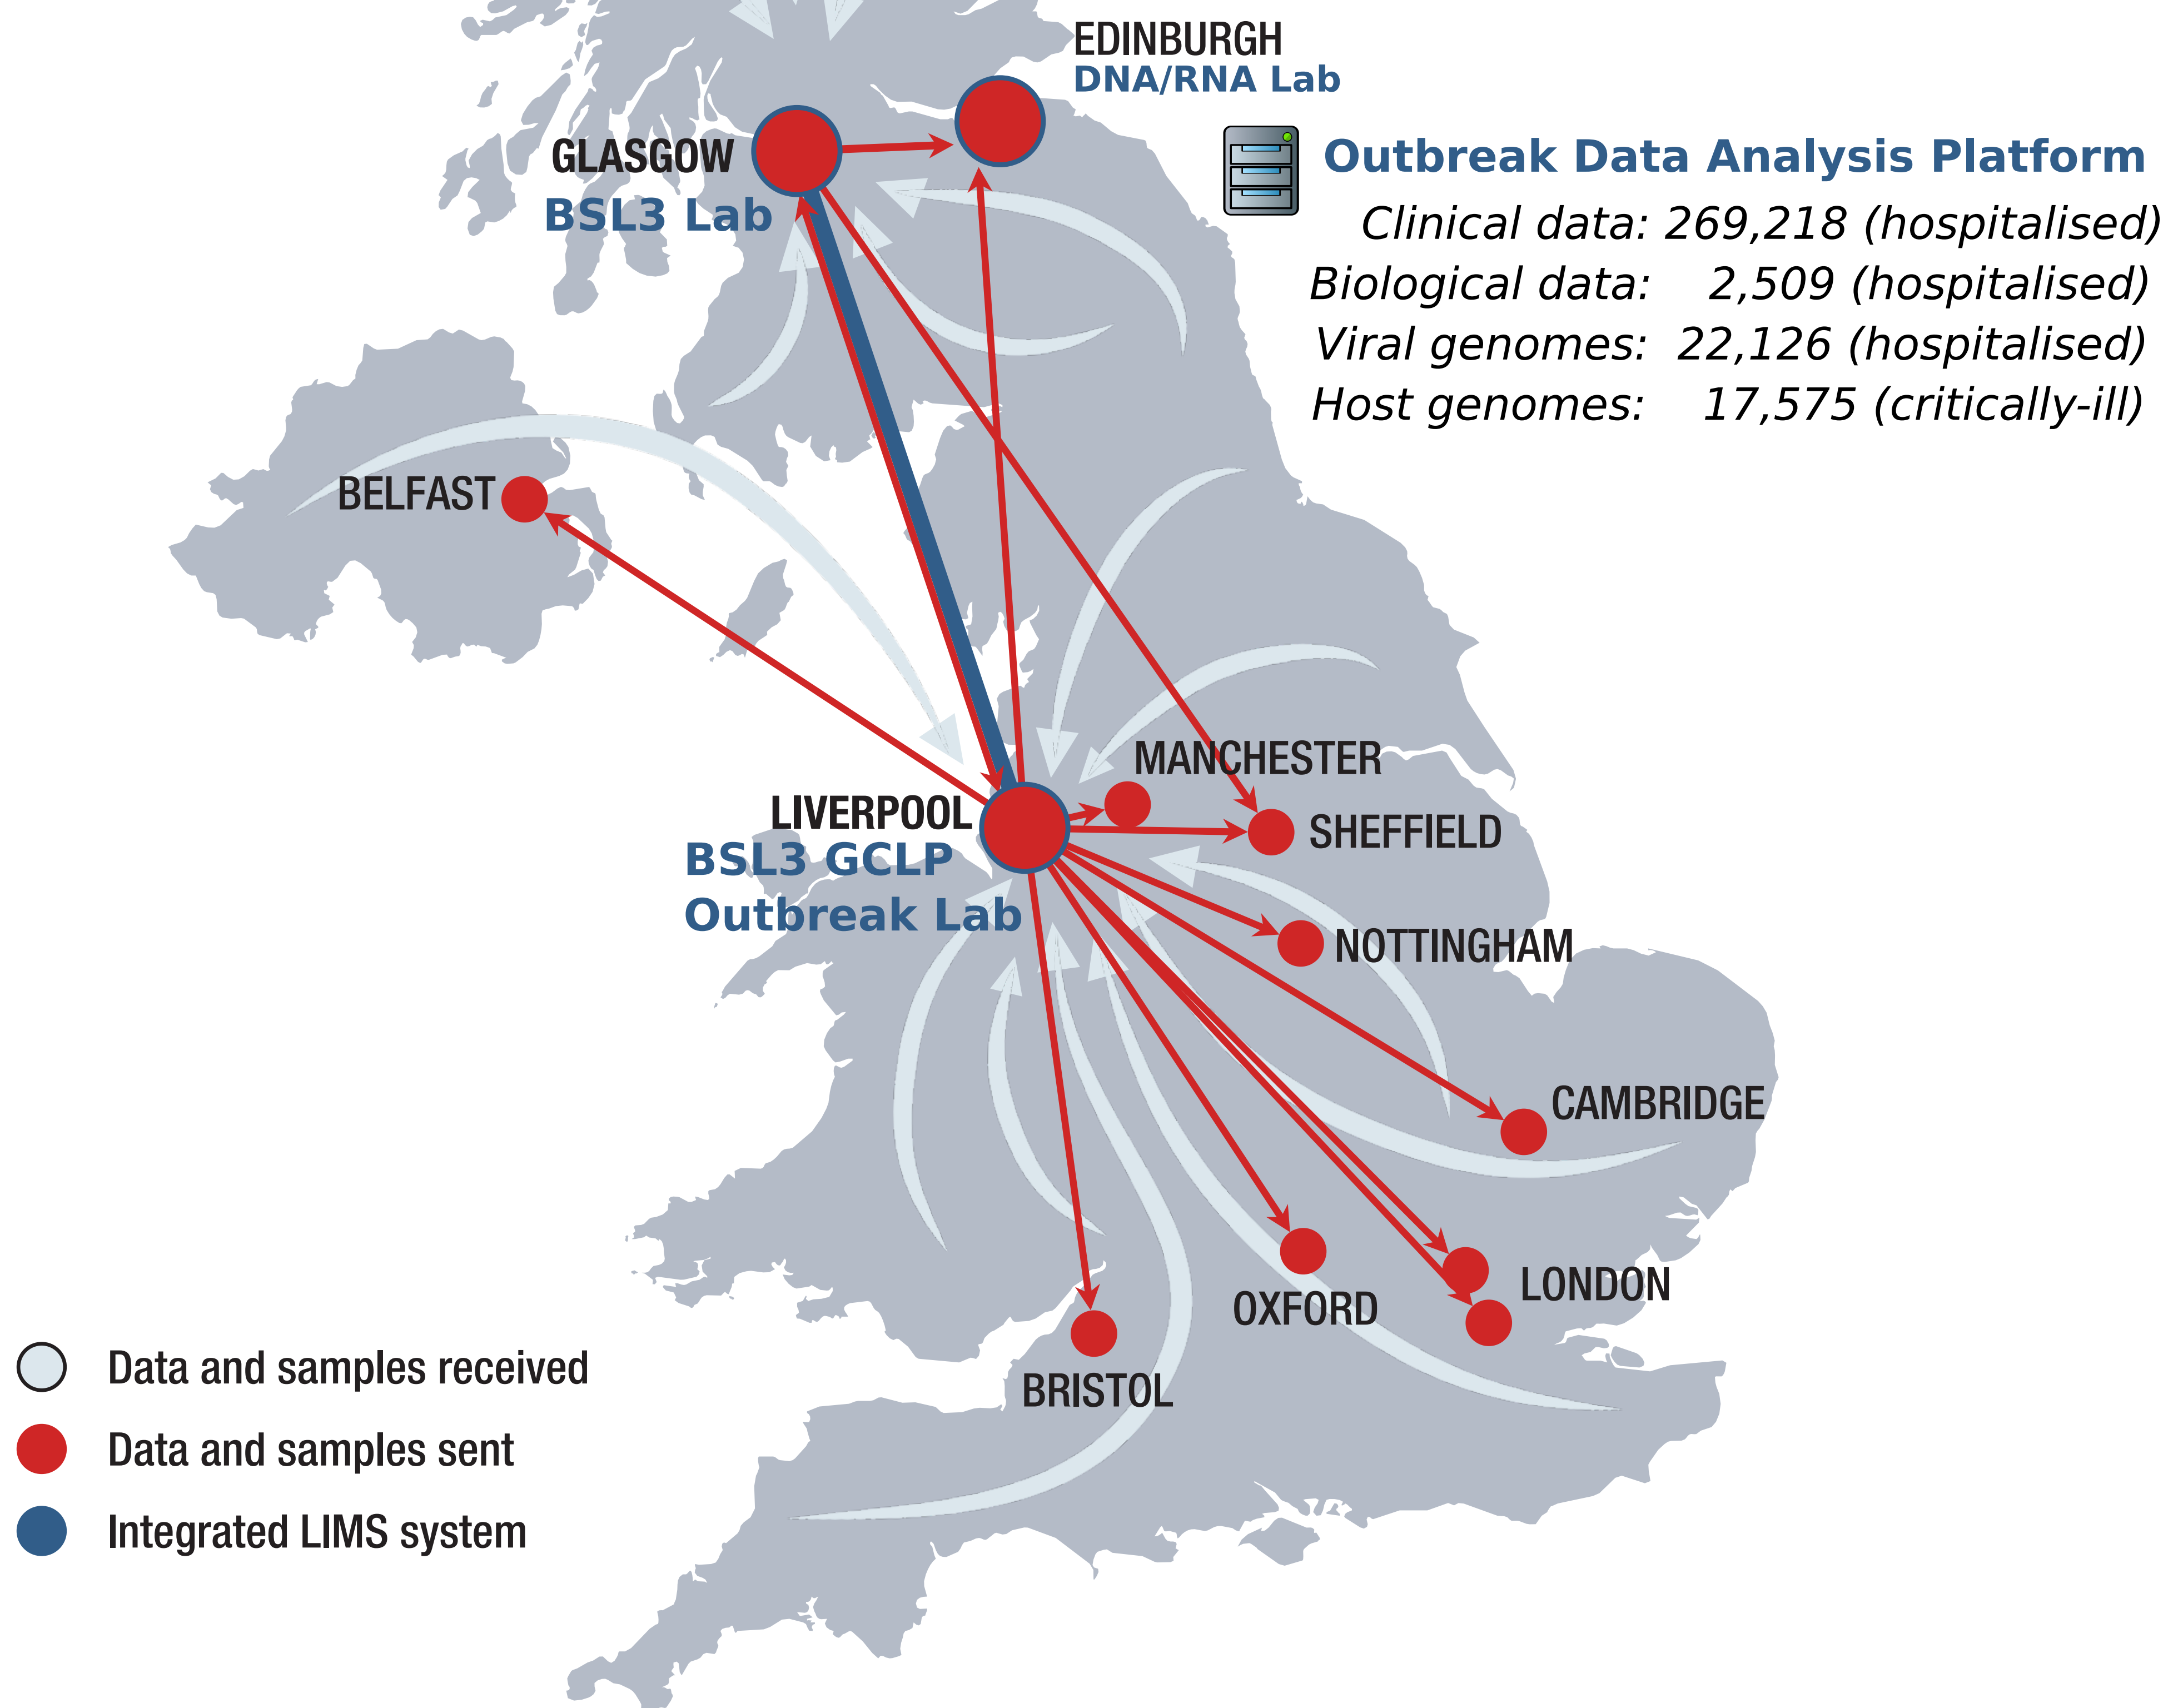 EDINBURGH
DNA/RNA Lab
GLASGOW
BSL3 Lab
Outbreak Data Analysis Platform
Clinical data: 269,218 (hospitalised)
Biological data: 2,509 (hospitalised)
Viral genomes: 22,126 (hospitalised)
Host genomes: 17,575 (critically-ill)
BELFAST
MANCHESTER
LIVERPOOL
BSL3 GCLP
Outbreak Lab
SHEFFIELD
NOTTINGHAM
CAMBRIDGE
LONDON
OXFORD
BRISTOL
Data and samples received
Data and samples sent
Integrated LIMS system